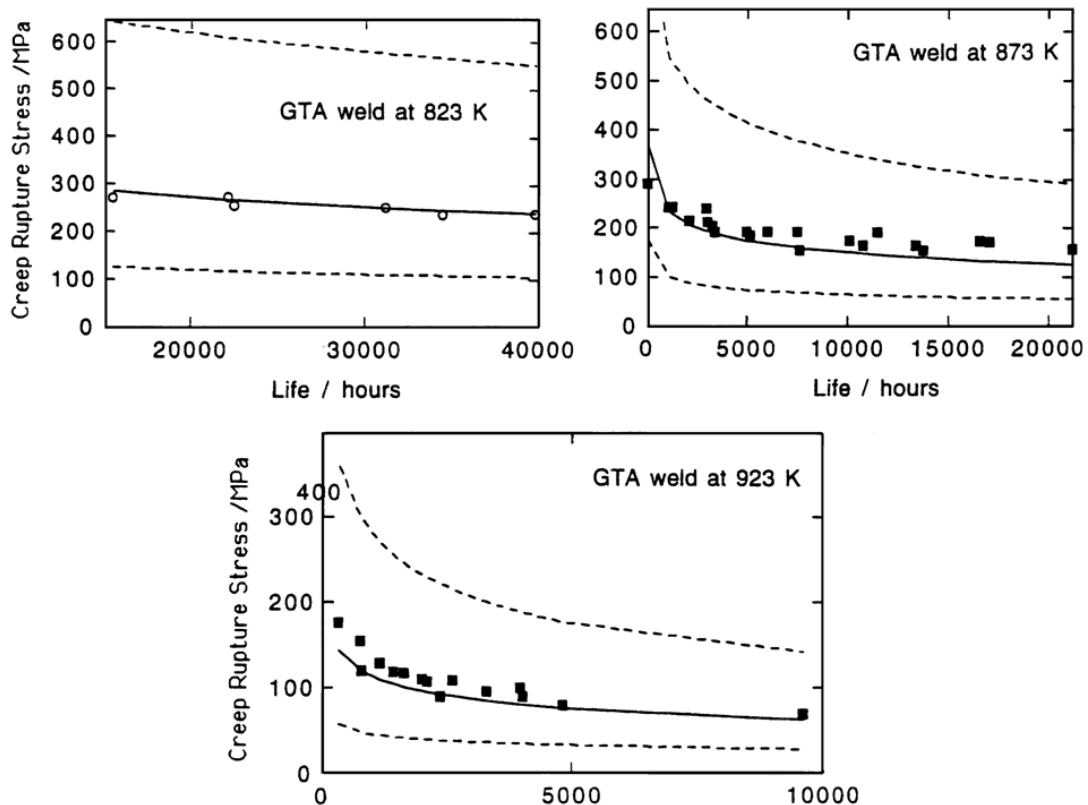 Creep Rupture Stress /MPa
600
500
400
300
200
100
0
GTA weld at 823 K
20000 30000 40000
Life / hours
600
500
400
300
200
100
0
GTA weld at 873 K
0 5000 10000 15000 20000
Life / hours
Creep Rupture Stress /MPa
400
300
200
100
0
GTA weld at 923 K
0 5000 10000